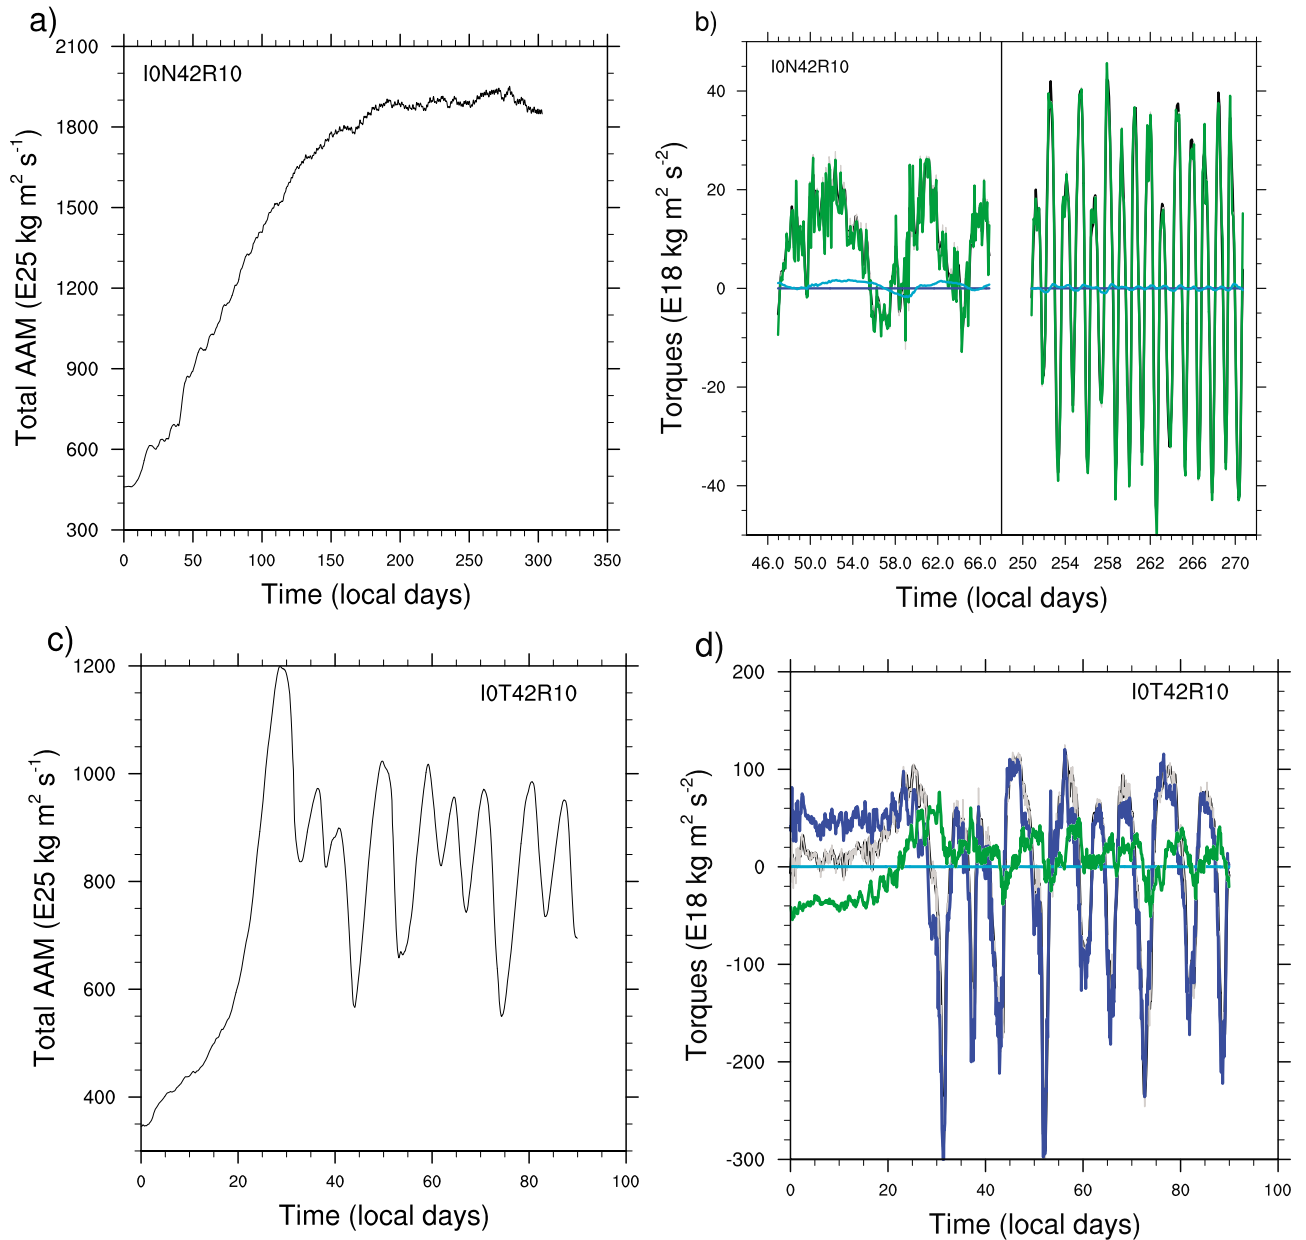 a)
I0N42R10
Total AAM (E25 kg m² s⁻¹)
2100
1800
1500
1200
900
600
300
0 50 100 150 200 250 300 350
Time (local days)
b)
I0N42R10
Torques (E18 kg m² s⁻²)
40
20
0
-20
-40
46.0 50.0 54.0 58.0 62.0 66.0 250 254 258 262 266 270
Time (local days)
c)
I0T42R10
Total AAM (E25 kg m² s⁻¹)
1200
1000
800
600
400
0 20 40 60 80 100
Time (local days)
d)
I0T42R10
Torques (E18 kg m² s⁻²)
200
100
0
-100
-200
-300
0 20 40 60 80 100
Time (local days)